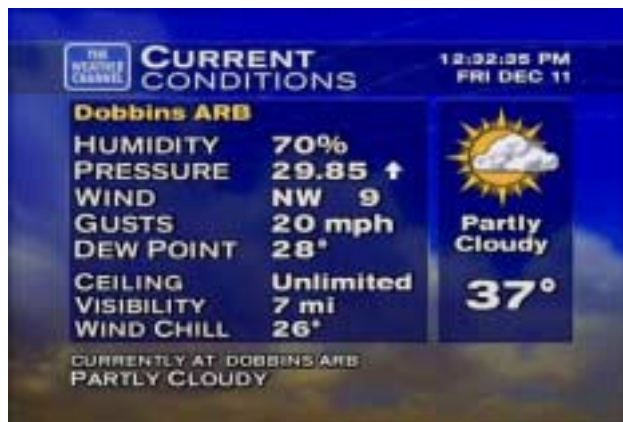 THE
WEATHER
CHANNEL
CURRENT
CONDITIONS
12:32:35 PM
FRI DEC 11
Dobbins ARB
HUMIDITY 70%
PRESSURE 29.85 ↑
WIND NW 9
GUSTS 20 mph
DEW POINT 28°
CEILING Unlimited
VISIBILITY 7 mi
WIND CHILL 26°
Partly
Cloudy
37°
CURRENTLY AT DOBBINS ARB
PARTLY CLOUDY